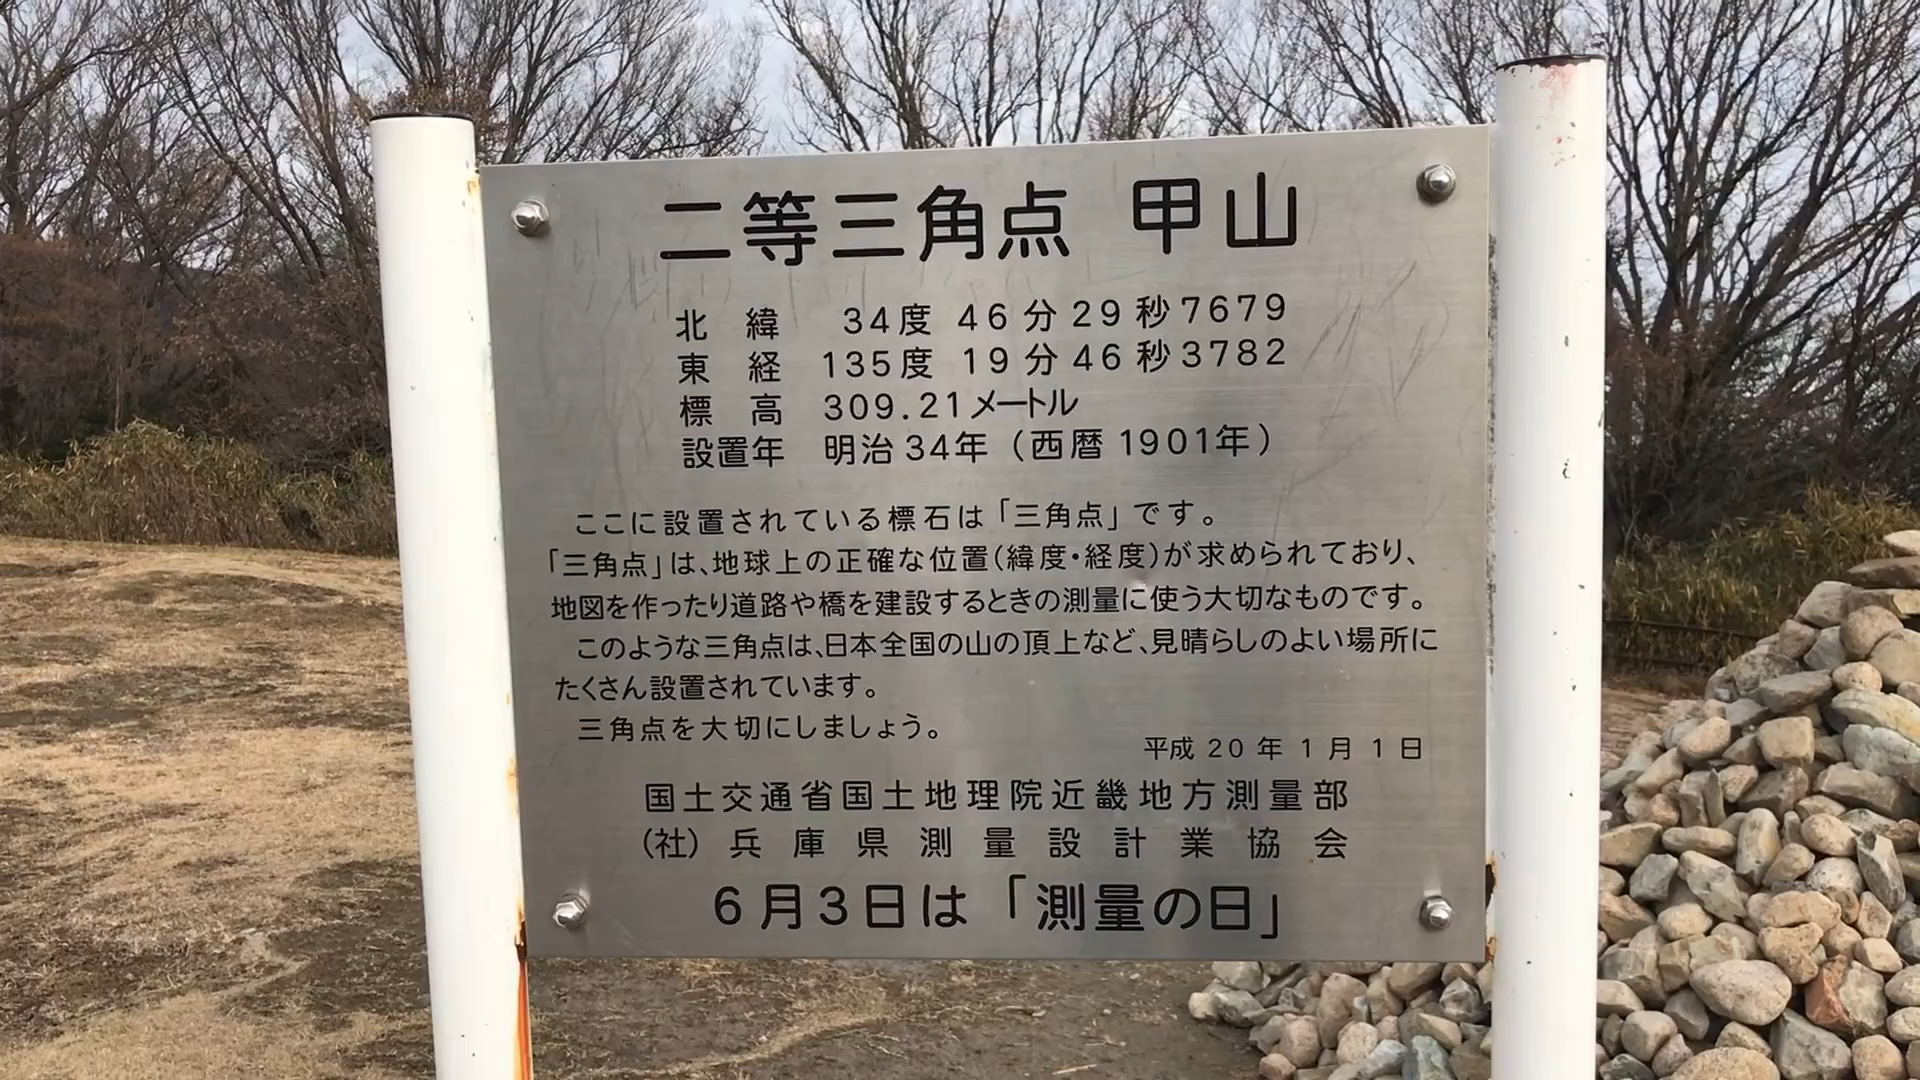 二等三角点 甲山
北 緯 34度 46分29秒7679
東 経 135度 19分46秒3782
標 高 309.21メートル
設置年 明治34年(西暦1901年)
ここに設置されている標石は「三角点」です。
「三角点」は、地球上の正確な位置(緯度・経度)が求められており、
地図を作ったり道路や橋を建設するときの測量に使う大切なものです。
このような三角点は、日本全国の山の頂上など、見晴らしのよい場所に
たくさん設置されています。
三角点を大切にしましょう。
平成20年1月1日
国土交通省国土地理院近畿地方測量部
(社)兵庫県測量設計業協会
6月3日は「測量の日」